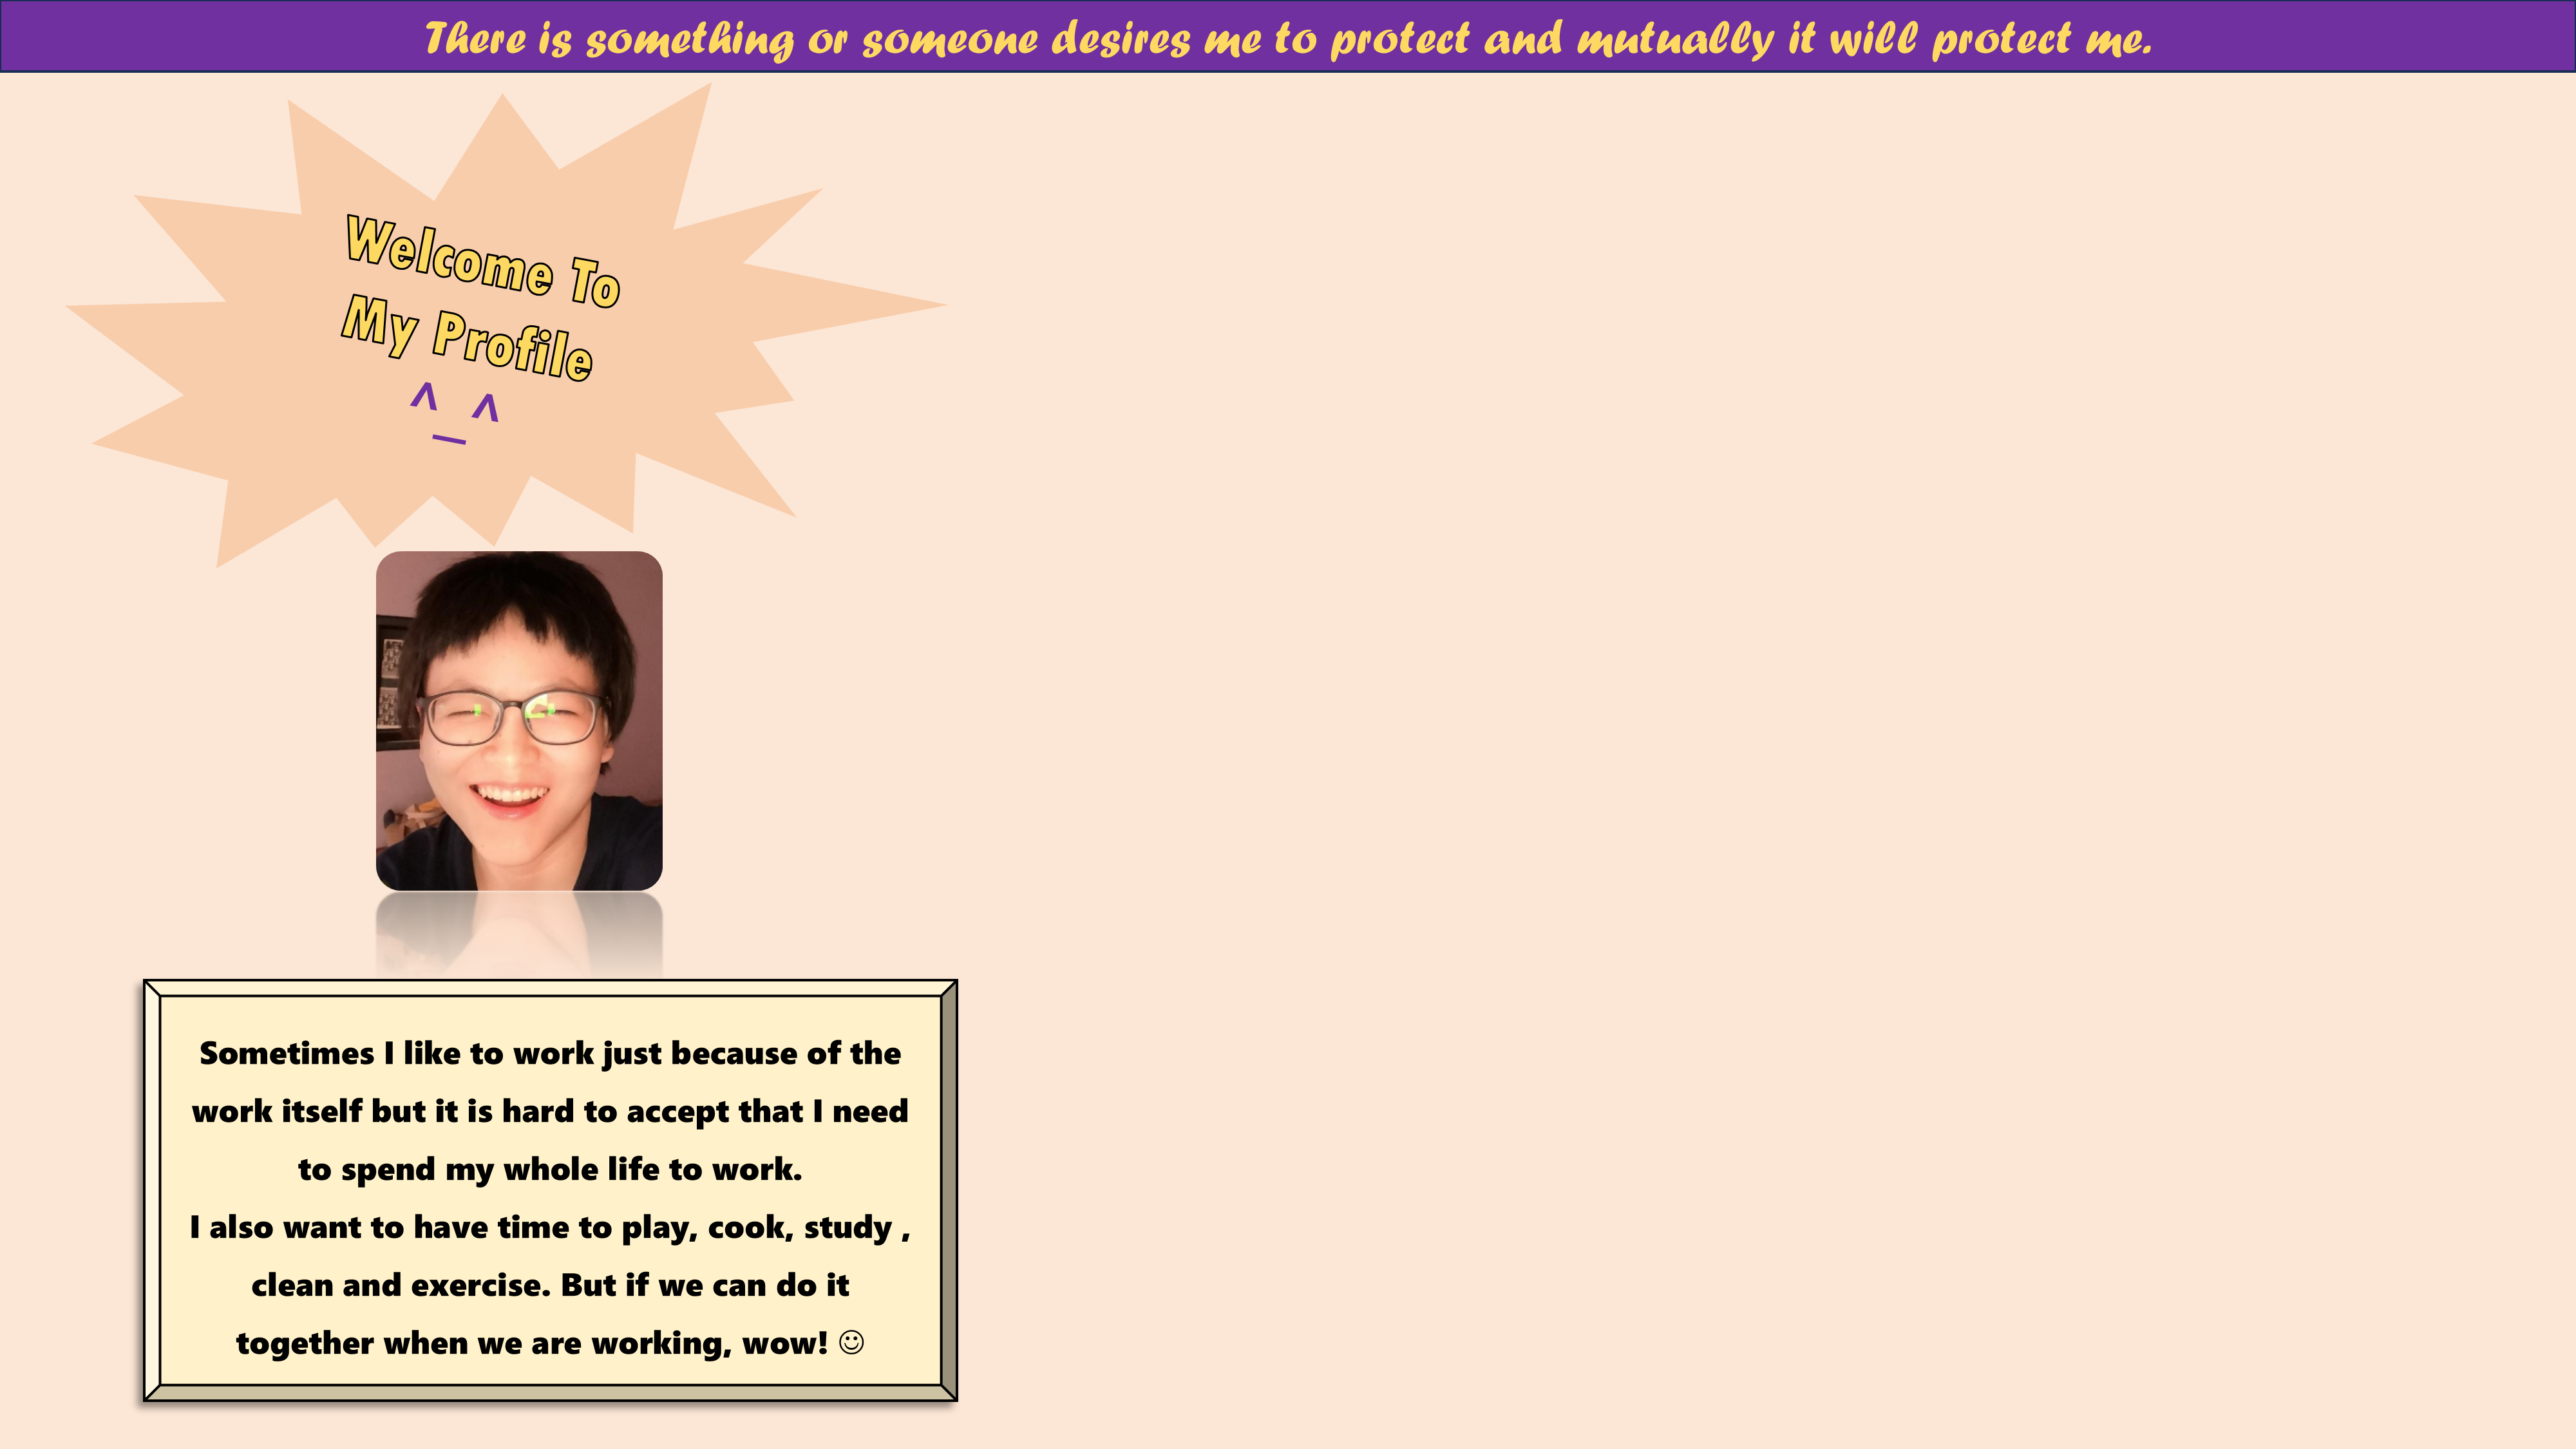 There is something or someone desires me to protect and mutually it will protect me.
Welcome To
My Profile
^_^
Sometimes I like to work just because of the
work itself but it is hard to accept that I need
to spend my whole life to work.
I also want to have time to play, cook, study ,
clean and exercise. But if we can do it
together when we are working, wow! ☺